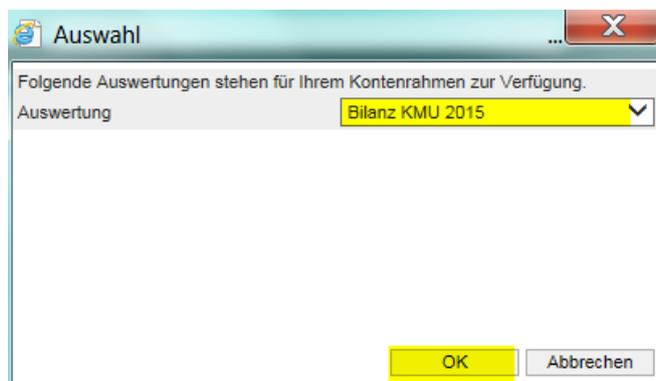 Auswahl
...
Folgende Auswertungen stehen für Ihrem Kontenrahmen zur Verfügung.
Auswertung Bilanz KMU 2015
OK Abbrechen